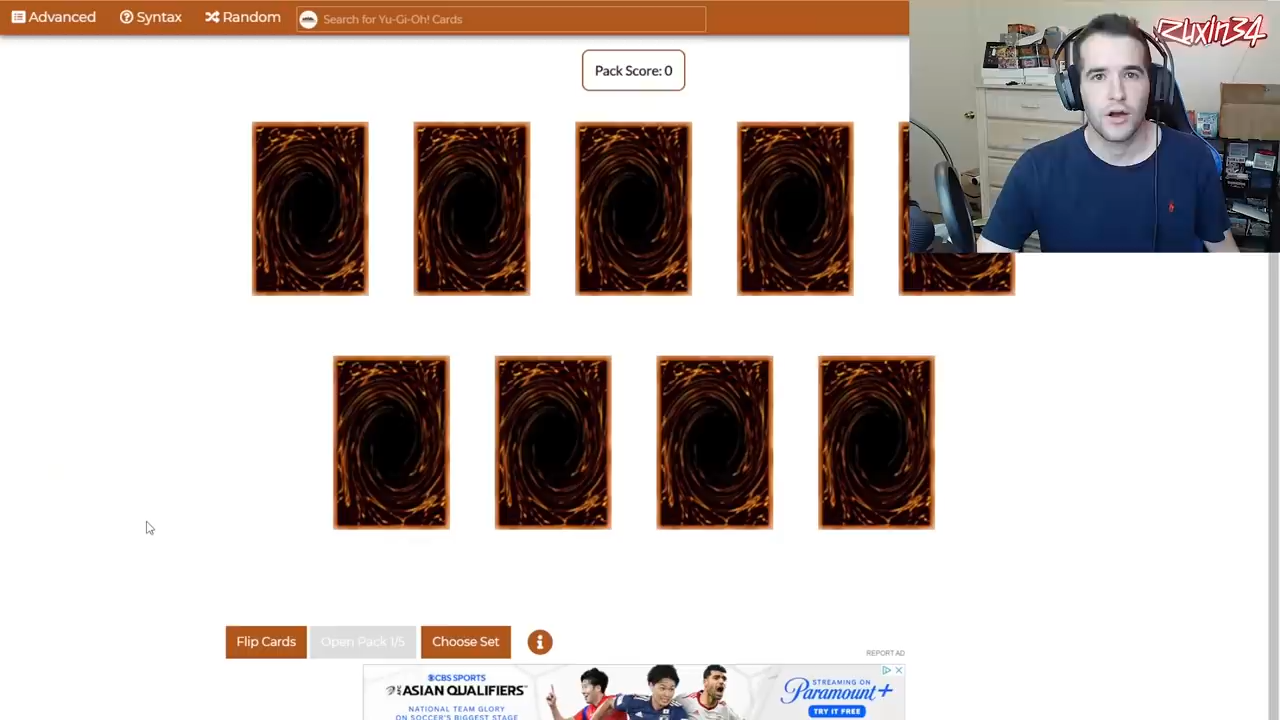 Advanced
Syntax
Random
Search for Yu-Gi-Oh! Cards
Ruxin34
Pack Score: 0
Flip Cards
Open Pack 1/5
Choose Set
REPORT AD
CBS SPORTS
AFC ASIAN QUALIFIERS
NATIONAL TEAM GLORY
ON SOCCER'S BIGGEST STAGE
STREAMING ON
Paramount+
TRY IT FREE